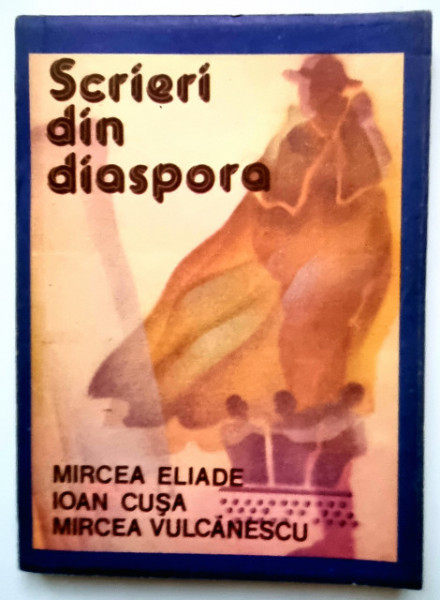 Scrieri
din
diaspora
MIRCEA ELIADE
IOAN CUȘA
MIRCEA VULCĂNESCU